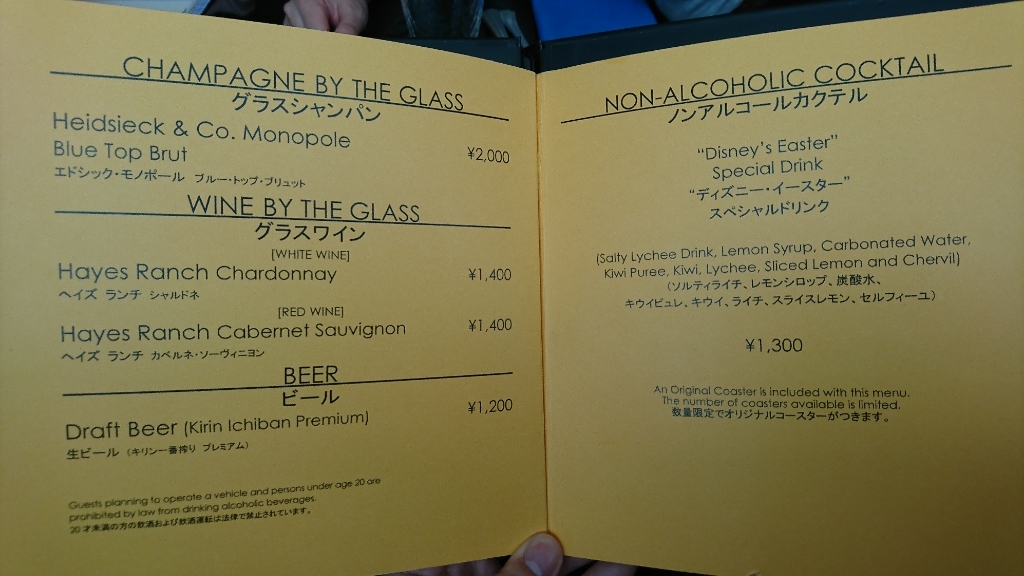 CHAMPAGNE BY THE GLASS
グラスシャンパン
Heidsieck & Co. Monopole
Blue Top Brut ¥2,000
エドシック・モノポール ブルー・トップ・ブリュット
WINE BY THE GLASS
グラスワイン
[WHITE WINE]
Hayes Ranch Chardonnay ¥1,400
ヘイズ ランチ シャルドネ
[RED WINE]
Hayes Ranch Cabernet Sauvignon ¥1,400
ヘイズ ランチ カベルネ・ソーヴィニヨン
BEER
ビール
Draft Beer (Kirin Ichiban Premium) ¥1,200
生ビール (キリン一番搾り プレミアム)
Guests planning to operate a vehicle and persons under age 20 are
prohibited by law from drinking alcoholic beverages.
20才未満の方の飲酒および飲酒運転は法律で禁止されています。
NON-ALCOHOLIC COCKTAIL
ノンアルコールカクテル
"Disney's Easter"
Special Drink
"ディズニー・イースター"
スペシャルドリンク
(Salty Lychee Drink, Lemon Syrup, Carbonated Water,
Kiwi Puree, Kiwi, Lychee, Sliced Lemon and Chervil)
(ソルティライチ、レモンシロップ、炭酸水、
キウイピュレ、キウイ、ライチ、スライスレモン、セルフィーユ)
¥1,300
An Original Coaster is included with this menu.
The number of coasters available is limited.
数量限定でオリジナルコースターがつきます。